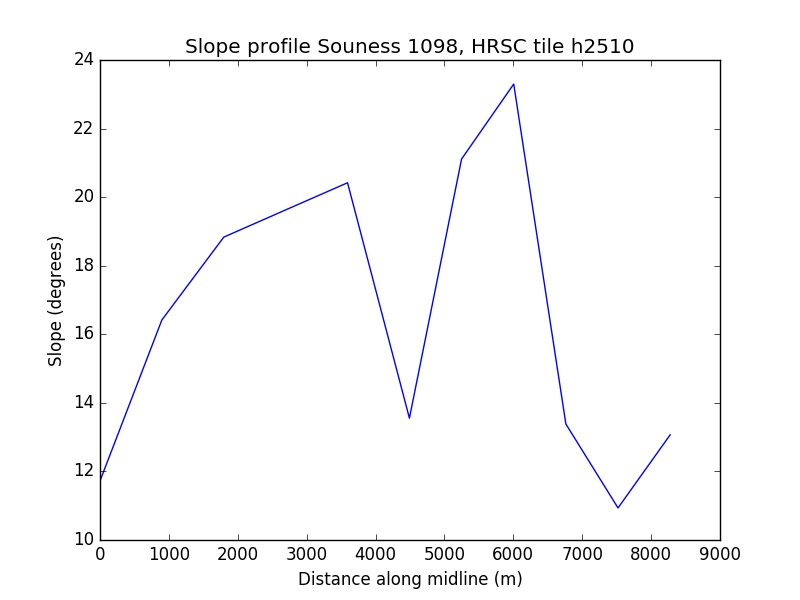 Slope profile Souness 1098, HRSC tile h2510
24
22
20
18
16
14
12
10
Slope (degrees)
0 1000 2000 3000 4000 5000 6000 7000 8000 9000
Distance along midline (m)